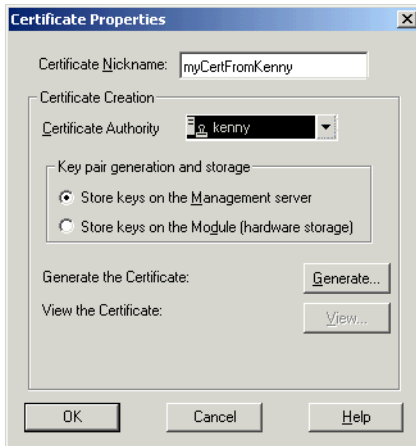 Certificate Properties
Certificate Nickname: myCertFromKenny
Certificate Creation
Certificate Authority kenny
Key pair generation and storage
Store keys on the Management server
Store keys on the Module (hardware storage)
Generate the Certificate: Generate...
View the Certificate: View...
OK Cancel Help